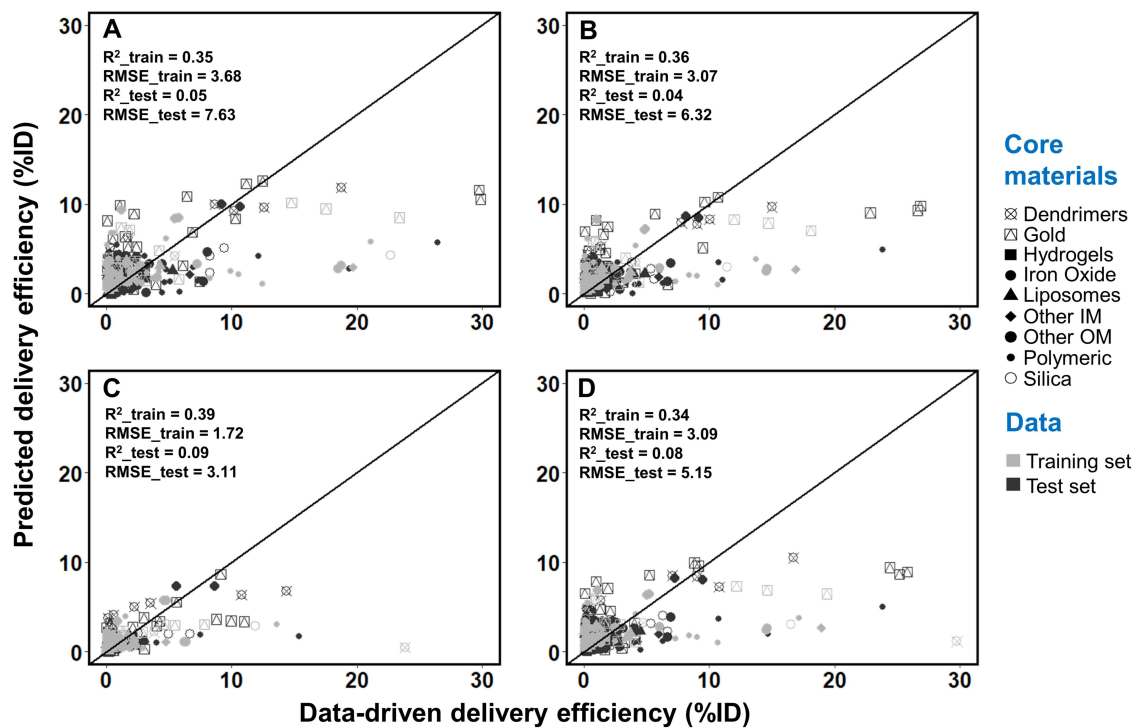 Predicted delivery efficiency (%ID)
A
R²_train = 0.35
RMSE_train = 3.68
R²_test = 0.05
RMSE_test = 7.63
30
20
10
0
0
10
20
30
B
R²_train = 0.36
RMSE_train = 3.07
R²_test = 0.04
RMSE_test = 6.32
30
20
10
0
0
10
20
30
C
R²_train = 0.39
RMSE_train = 1.72
R²_test = 0.09
RMSE_test = 3.11
30
20
10
0
0
10
20
30
D
R²_train = 0.34
RMSE_train = 3.09
R²_test = 0.08
RMSE_test = 5.15
30
20
10
0
0
10
20
30
Data-driven delivery efficiency (%ID)
Core
materials
Dendrimers
Gold
Hydrogels
Iron Oxide
Liposomes
Other IM
Other OM
Polymeric
Silica
Data
Training set
Test set